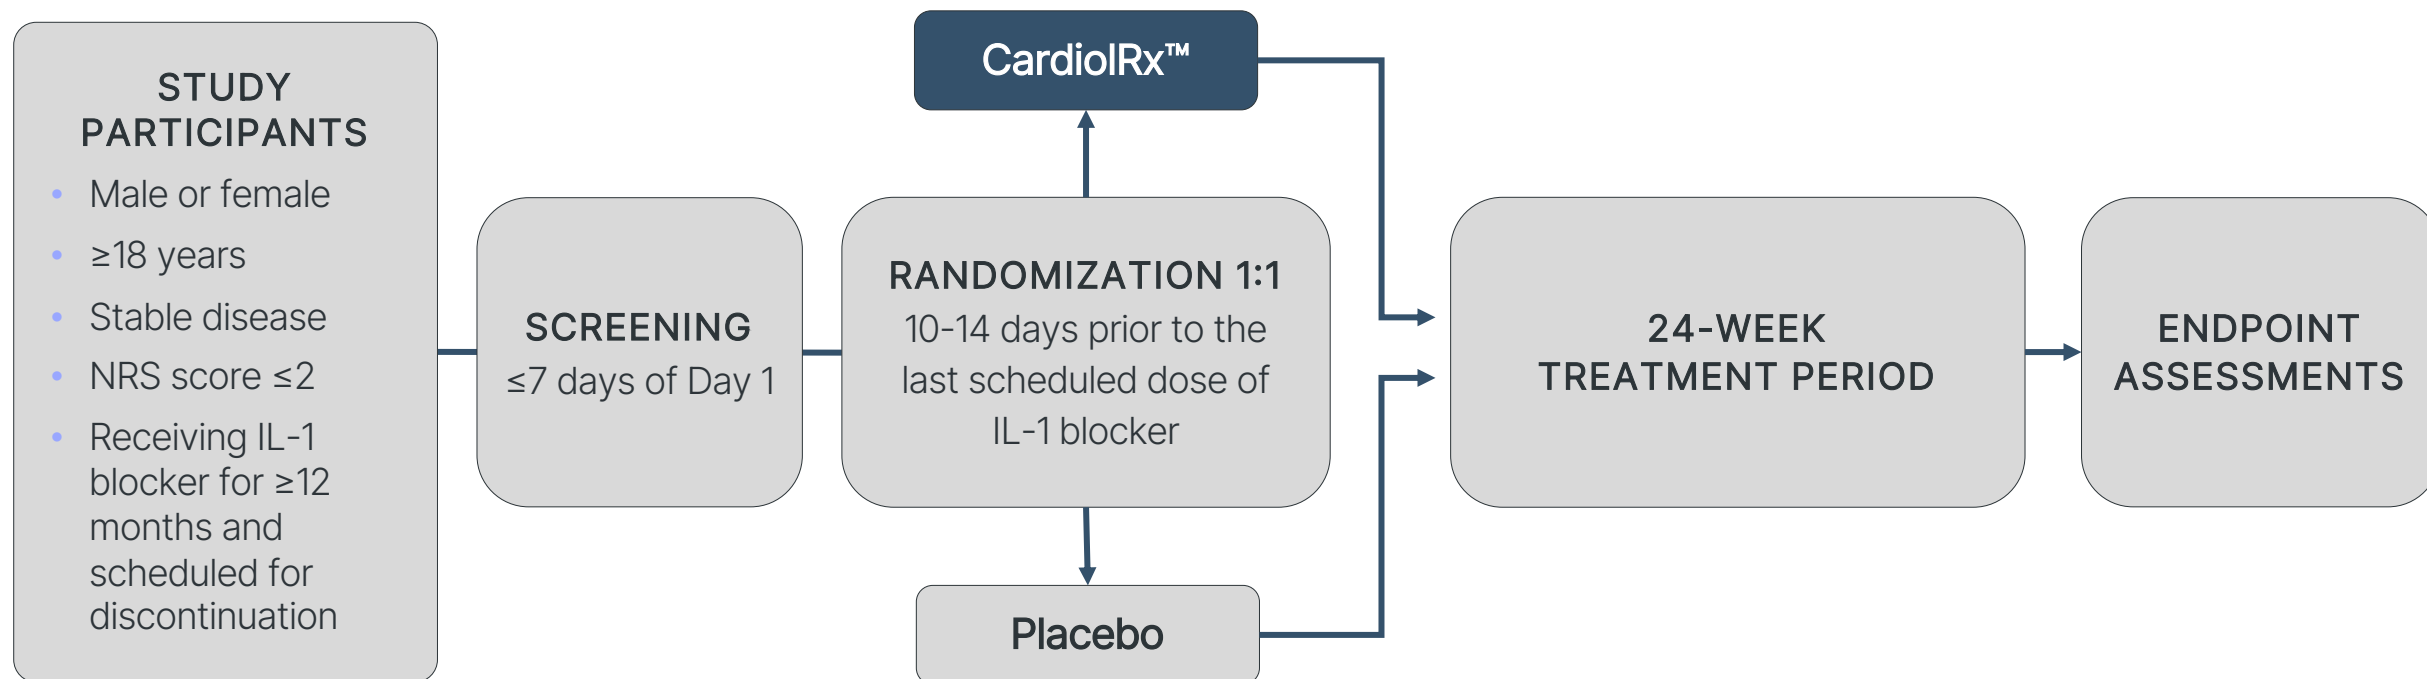 STUDY
PARTICIPANTS
• Male or female
• ≥18 years
• Stable disease
• NRS score ≤2
• Receiving IL-1
blocker for ≥12
months and
scheduled for
discontinuation
SCREENING
≤7 days of Day 1
CardiolRx™
RANDOMIZATION 1:1
10-14 days prior to the
last scheduled dose of
IL-1 blocker
Placebo
24-WEEK
TREATMENT PERIOD
ENDPOINT
ASSESSMENTS